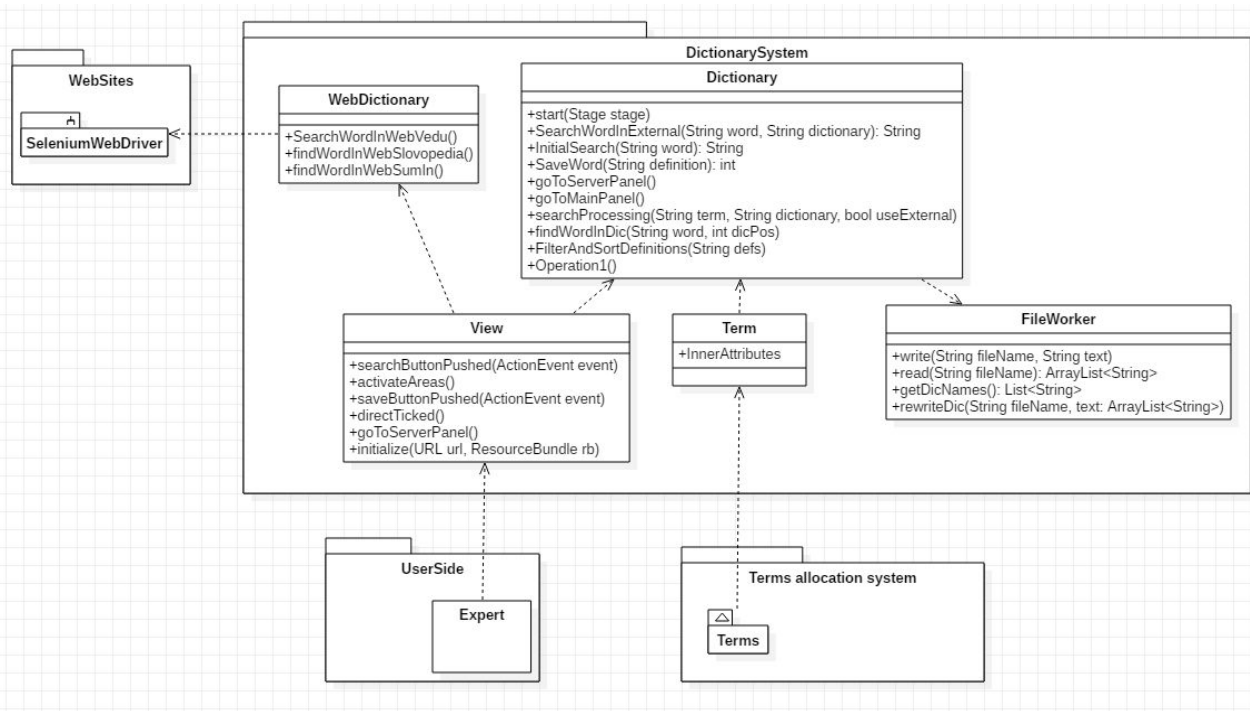 WebSites
SeleniumWebDriver
DictionarySystem
WebDictionary
+SearchWordInWebVedu()
+findWordInWebSlovopedia()
+findWordInWebSumIn()
Dictionary
+start(Stage stage)
+SearchWordInExternal(String word, String dictionary): String
+InitialSearch(String word): String
+SaveWord(String definition): int
+goToServerPanel()
+goToMainPanel()
+searchProcessing(String term, String dictionary, bool useExternal)
+findWordInDic(String word, int dicPos)
+FilterAndSortDefinitions(String defs)
+Operation1()
View
+searchButtonPushed(ActionEvent event)
+activateAreas()
+saveButtonPushed(ActionEvent event)
+directTicked()
+goToServerPanel()
+initialize(URL url, ResourceBundle rb)
Term
+InnerAttributes
FileWorker
+write(String fileName, String text)
+read(String fileName): ArrayList<String>
+getDicNames(): List<String>
+rewriteDic(String fileName, text: ArrayList<String>)
UserSide
Expert
Terms allocation system
Terms